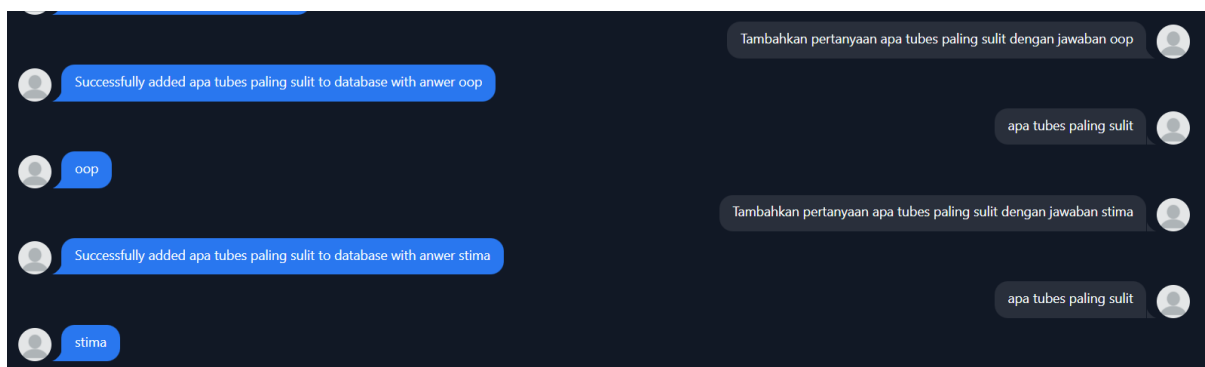 Tambahkan pertanyaan apa tubes paling sulit dengan jawaban oop
Successfully added apa tubes paling sulit to database with anwer oop
apa tubes paling sulit
oop
Tambahkan pertanyaan apa tubes paling sulit dengan jawaban stima
Successfully added apa tubes paling sulit to database with anwer stima
apa tubes paling sulit
stima